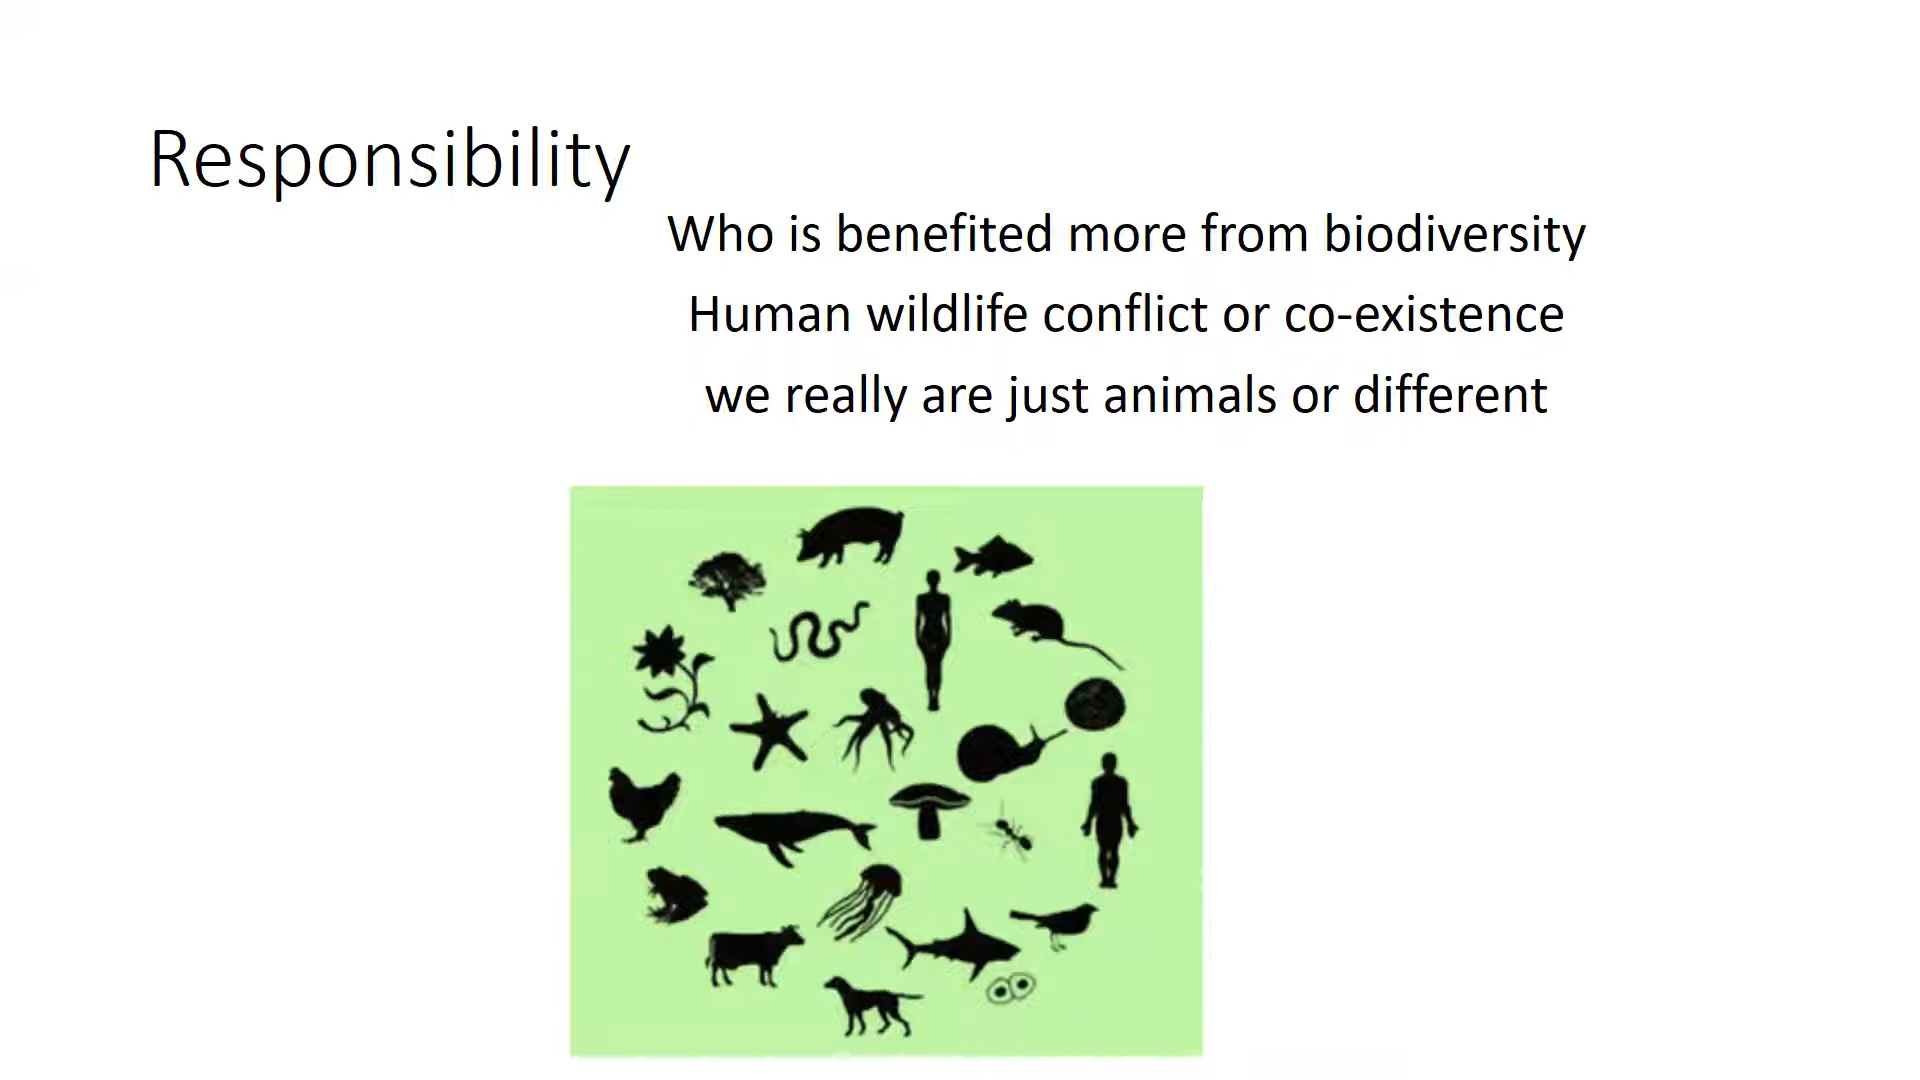 Responsibility
Who is benefited more from biodiversity
Human wildlife conflict or co-existence
we really are just animals or different